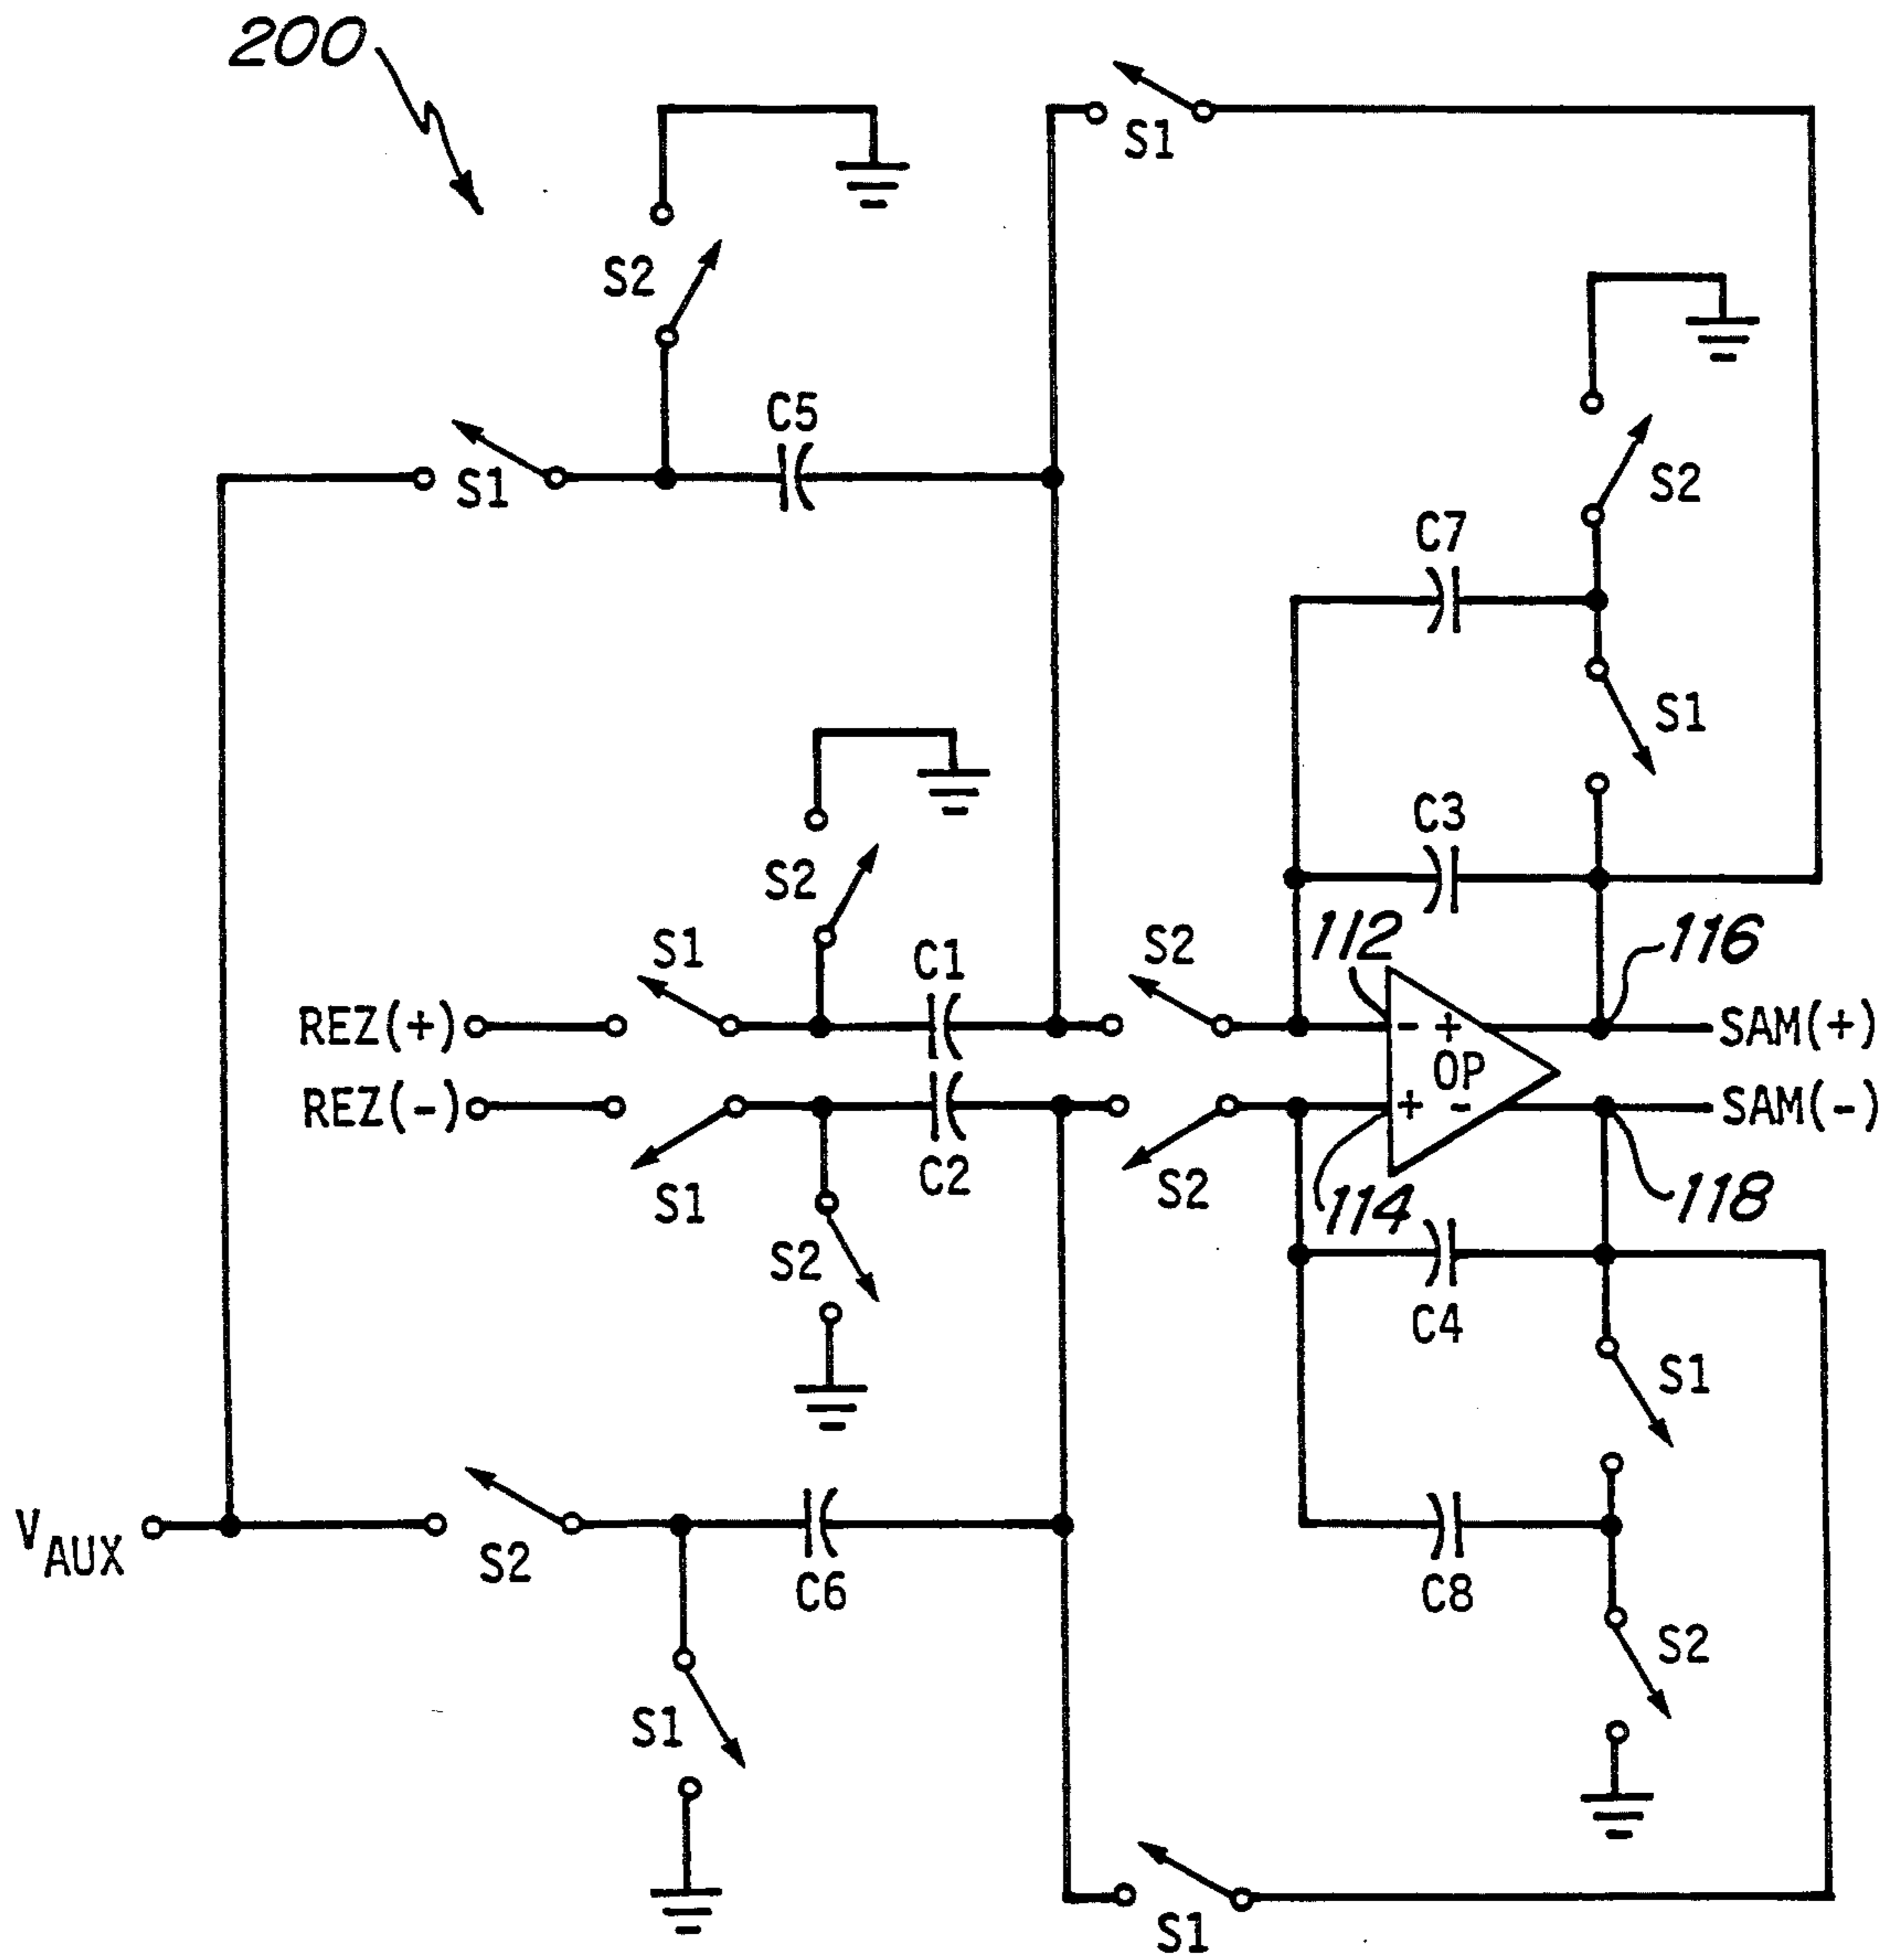 200
S1
S2
C5
S1
S2
C7
S1
C3
S2
S1
C1
S2
112
116
REZ(+)
- +
SAM(+)
OP
REZ(-)
+ -
SAM(-)
S1
C2
S2
114
118
S2
C4
S1
VAUX
S2
C6
C8
S2
S1
S1